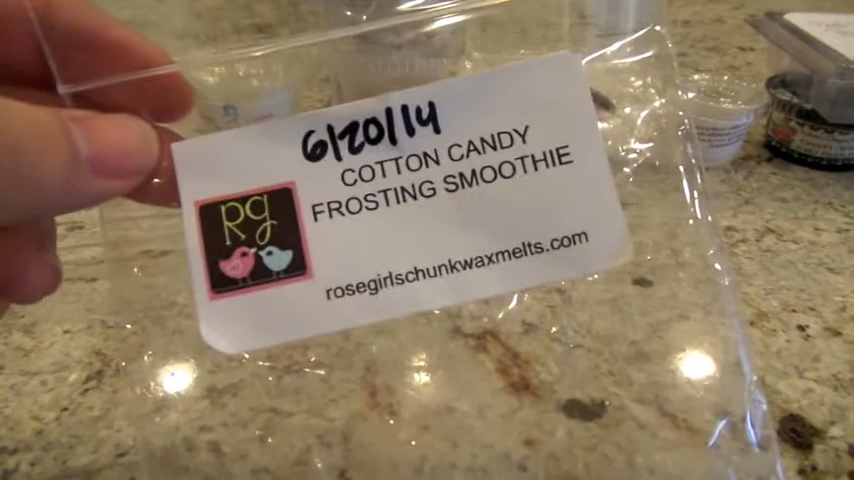 6/20/14
COTTON CANDY
FROSTING SMOOTHIE
rg
rosegirlschunkwaxmelts.com